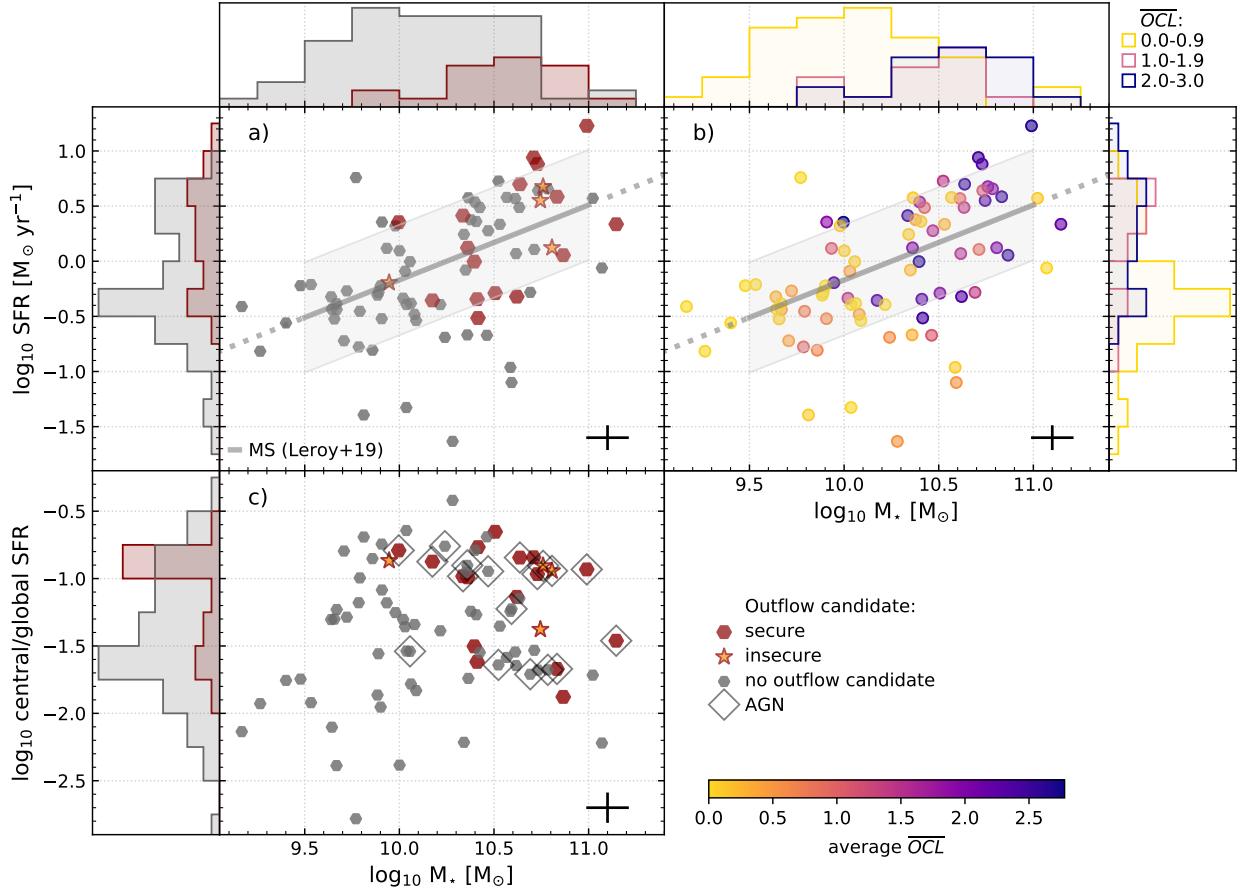 OCL:
0.0-0.9
1.0-1.9
2.0-3.0
a)
b)
1.0
0.5
0.0
−0.5
−1.0
−1.5
log₁₀ SFR [M⊙ yr⁻¹]
MS (Leroy+19)
9.5
10.0
10.5
11.0
log₁₀ M⋆ [M⊙]
c)
−0.5
−1.0
−1.5
−2.0
−2.5
log₁₀ central/global SFR
9.5
10.0
10.5
11.0
log₁₀ M⋆ [M⊙]
Outflow candidate:
secure
insecure
no outflow candidate
AGN
0.0
0.5
1.0
1.5
2.0
2.5
average OCL